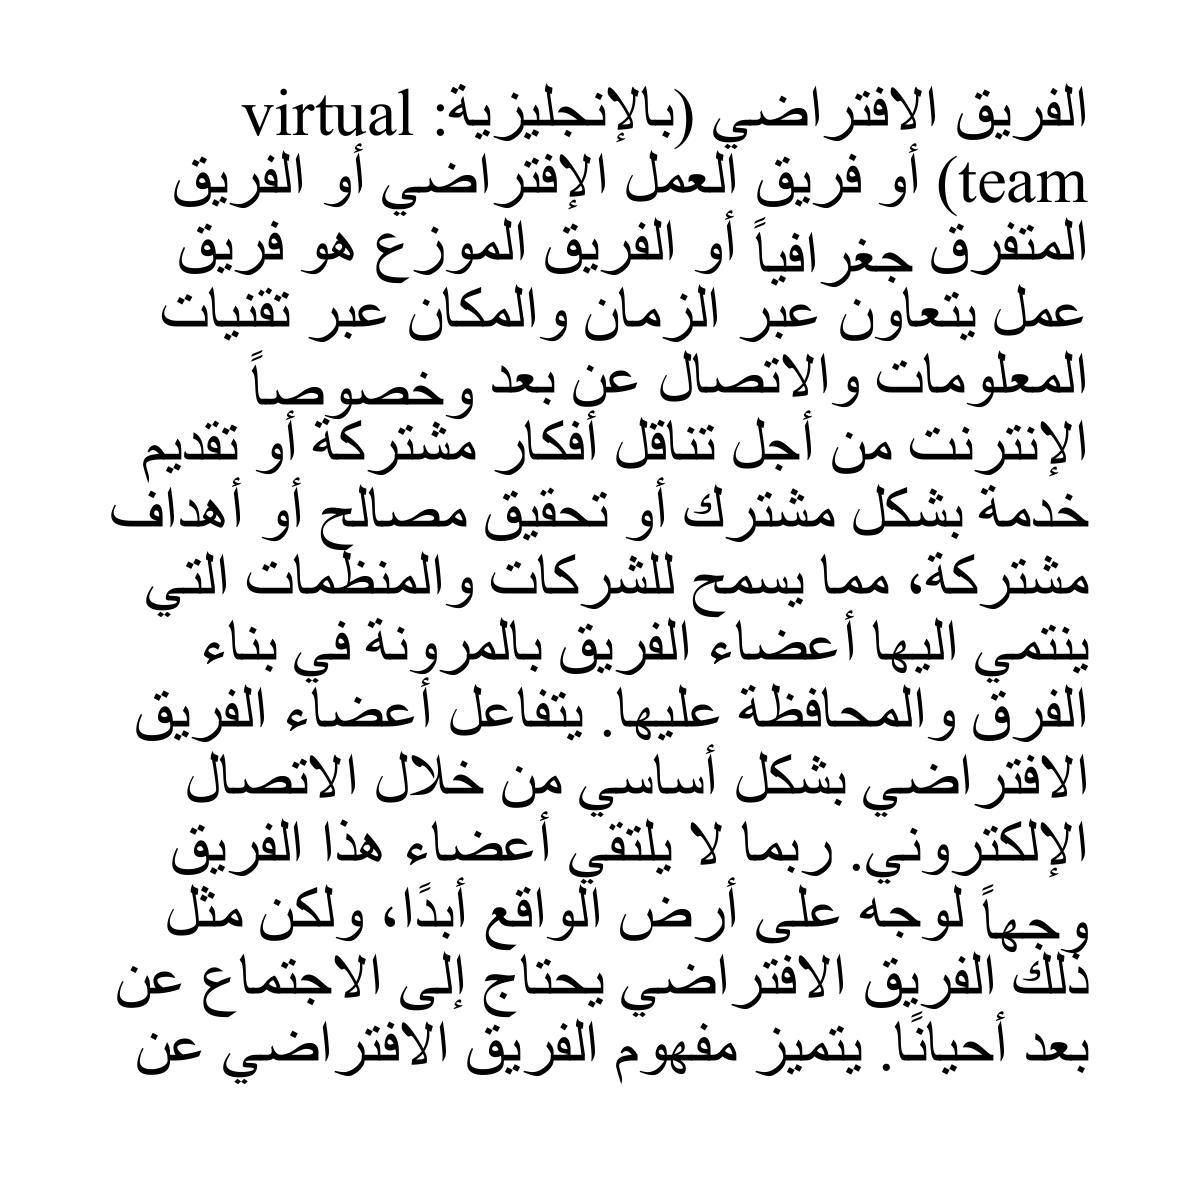 الفريق الافتراضي (بالإنجليزية: virtual
team) أو فريق العمل الإفتراضي أو الفريق
المتفرق جغرافياً أو الفريق الموزع هو فريق
عمل يتعاون عبر الزمان والمكان عبر تقنيات
المعلومات والاتصال عن بعد وخصوصاً
الإنترنت من أجل تناقل أفكار مشتركة أو تقديم
خدمة بشكل مشترك أو تحقيق مصالح أو أهداف
مشتركة، مما يسمح للشركات والمنظمات التي
ينتمي اليها أعضاء الفريق بالمرونة في بناء
الفرق والمحافظة عليها. يتفاعل أعضاء الفريق
الافتراضي بشكل أساسي من خلال الاتصال
الإلكتروني. ربما لا يلتقي أعضاء هذا الفريق
وجهاً لوجه على أرض الواقع أبدًا، ولكن مثل
ذلك الفريق الافتراضي يحتاج إلى الاجتماع عن
بعد أحيانًا. يتميز مفهوم الفريق الافتراضي عن